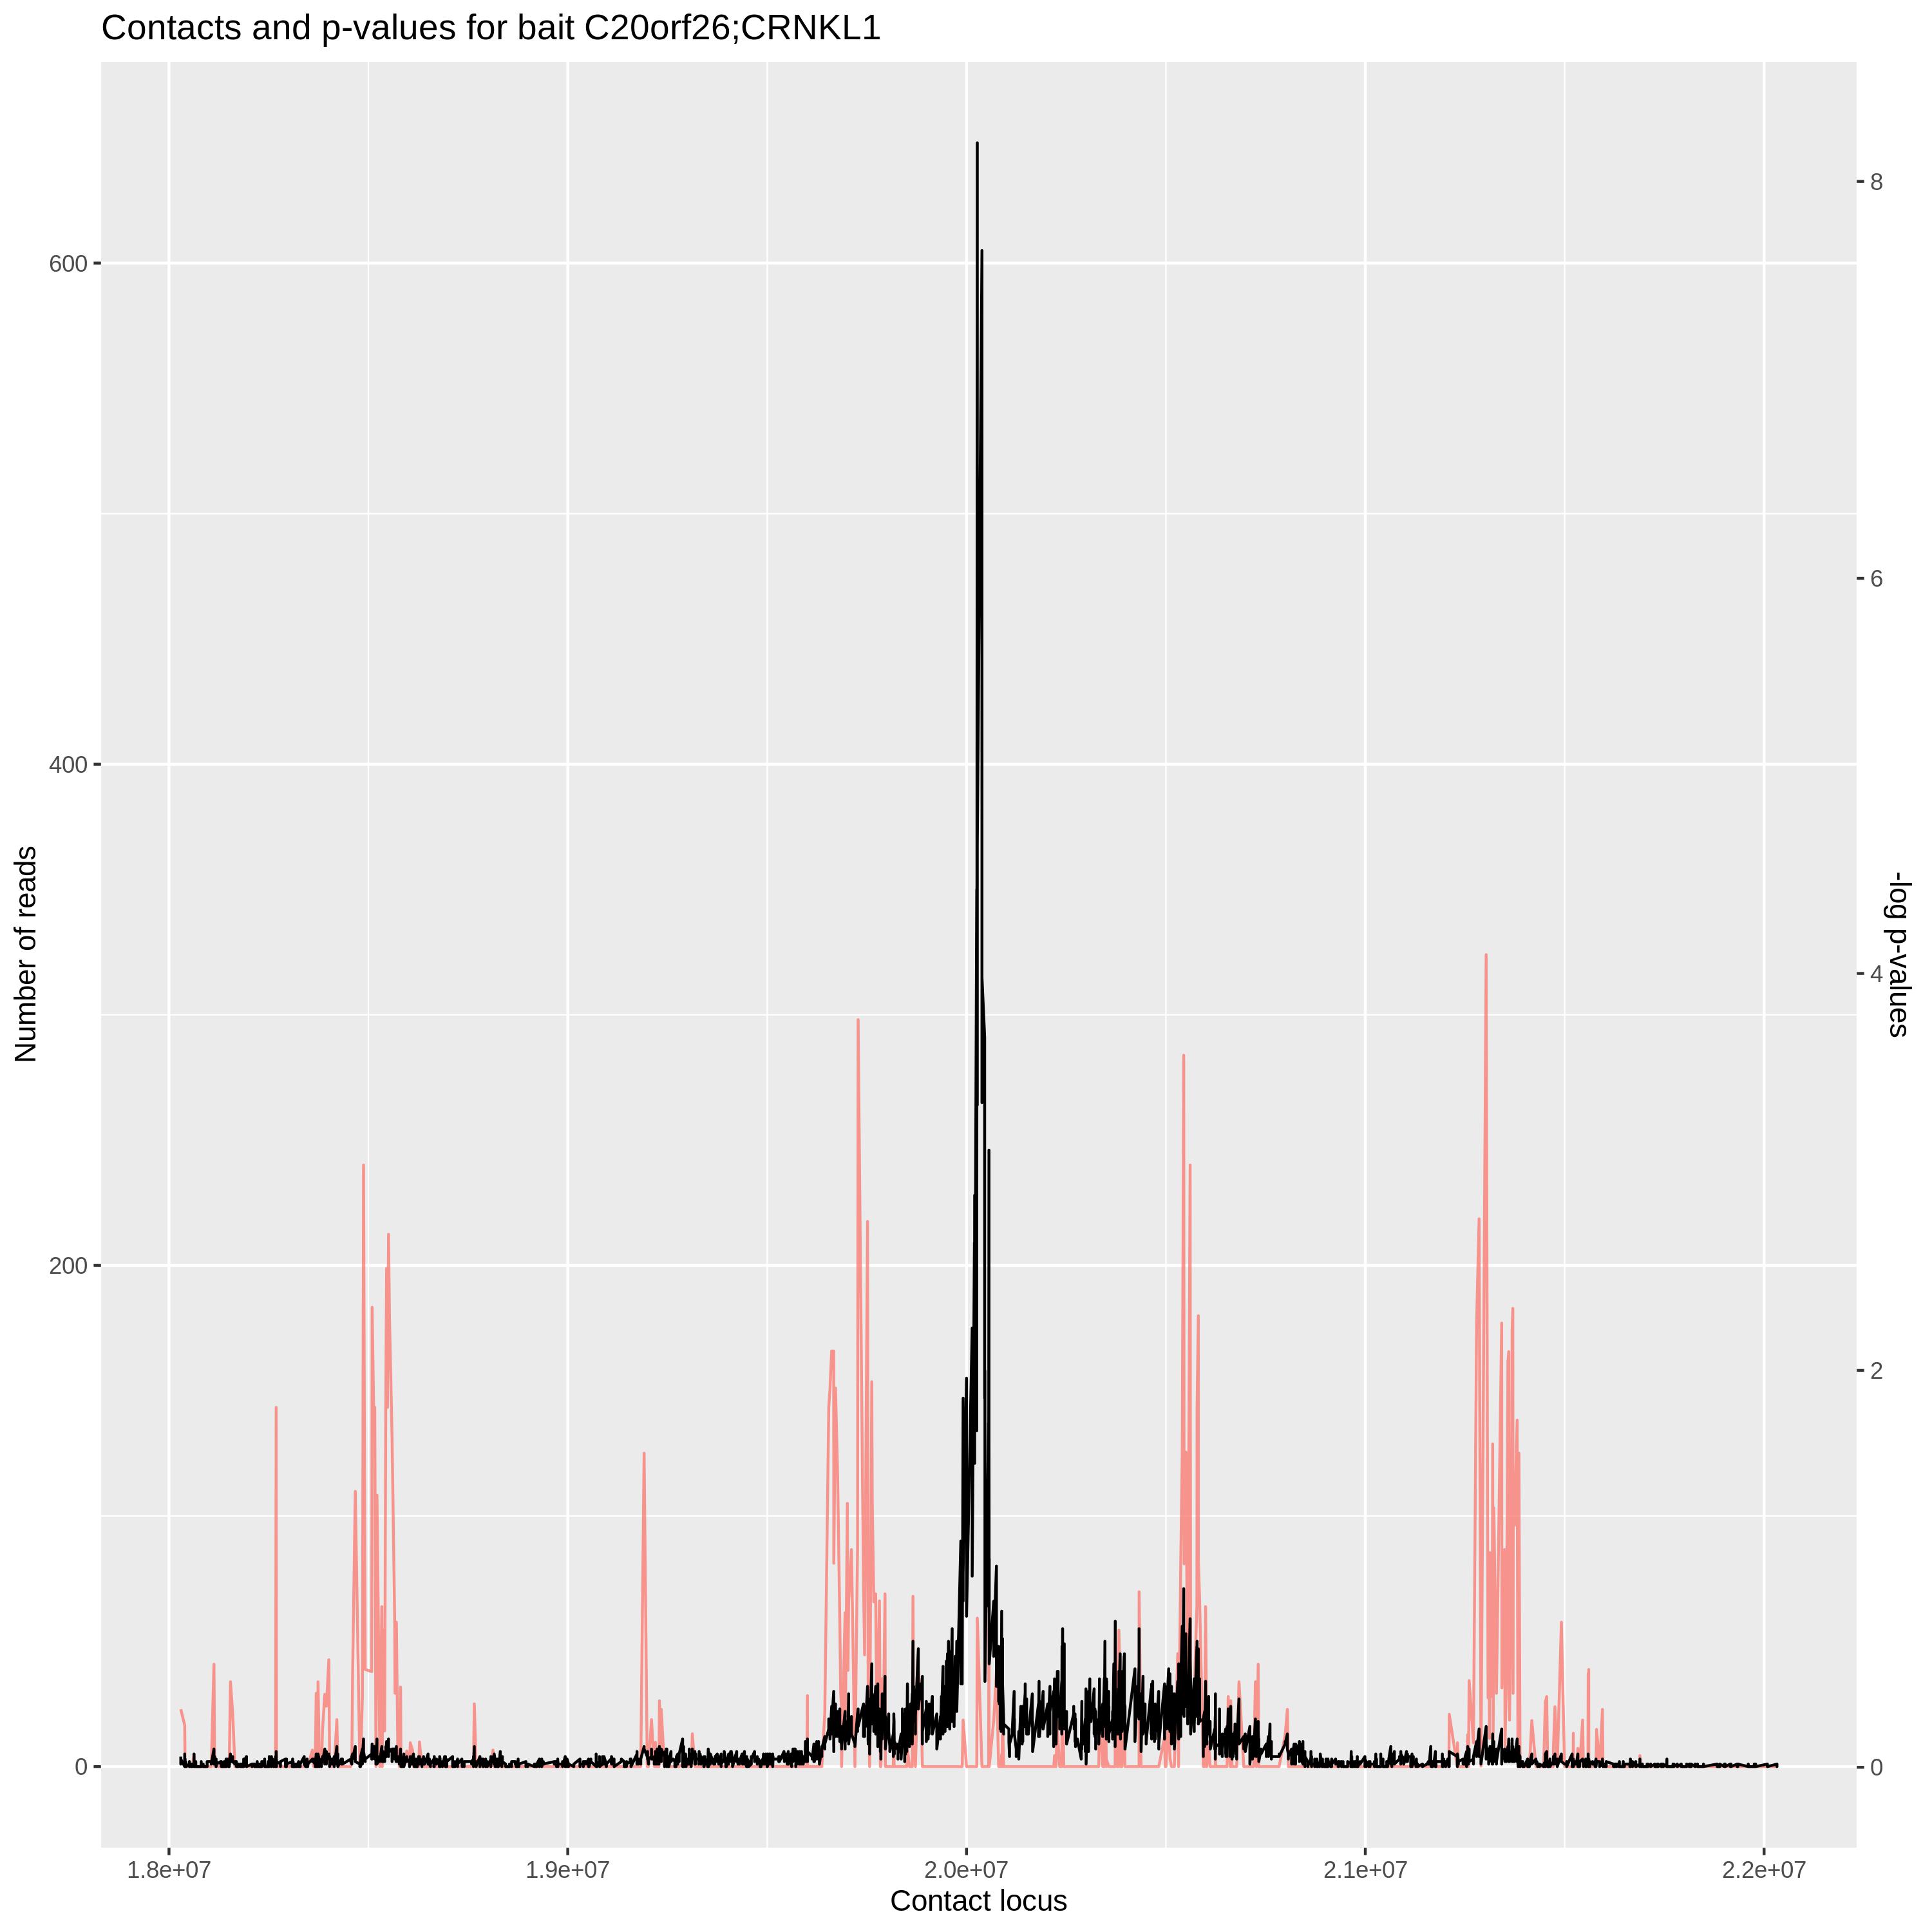 Contacts and p-values for bait C20orf26;CRNKL1
600
400
200
0
Number of reads
8
6
4
2
0
-log p-values
1.8e+07
1.9e+07
2.0e+07
2.1e+07
2.2e+07
Contact locus